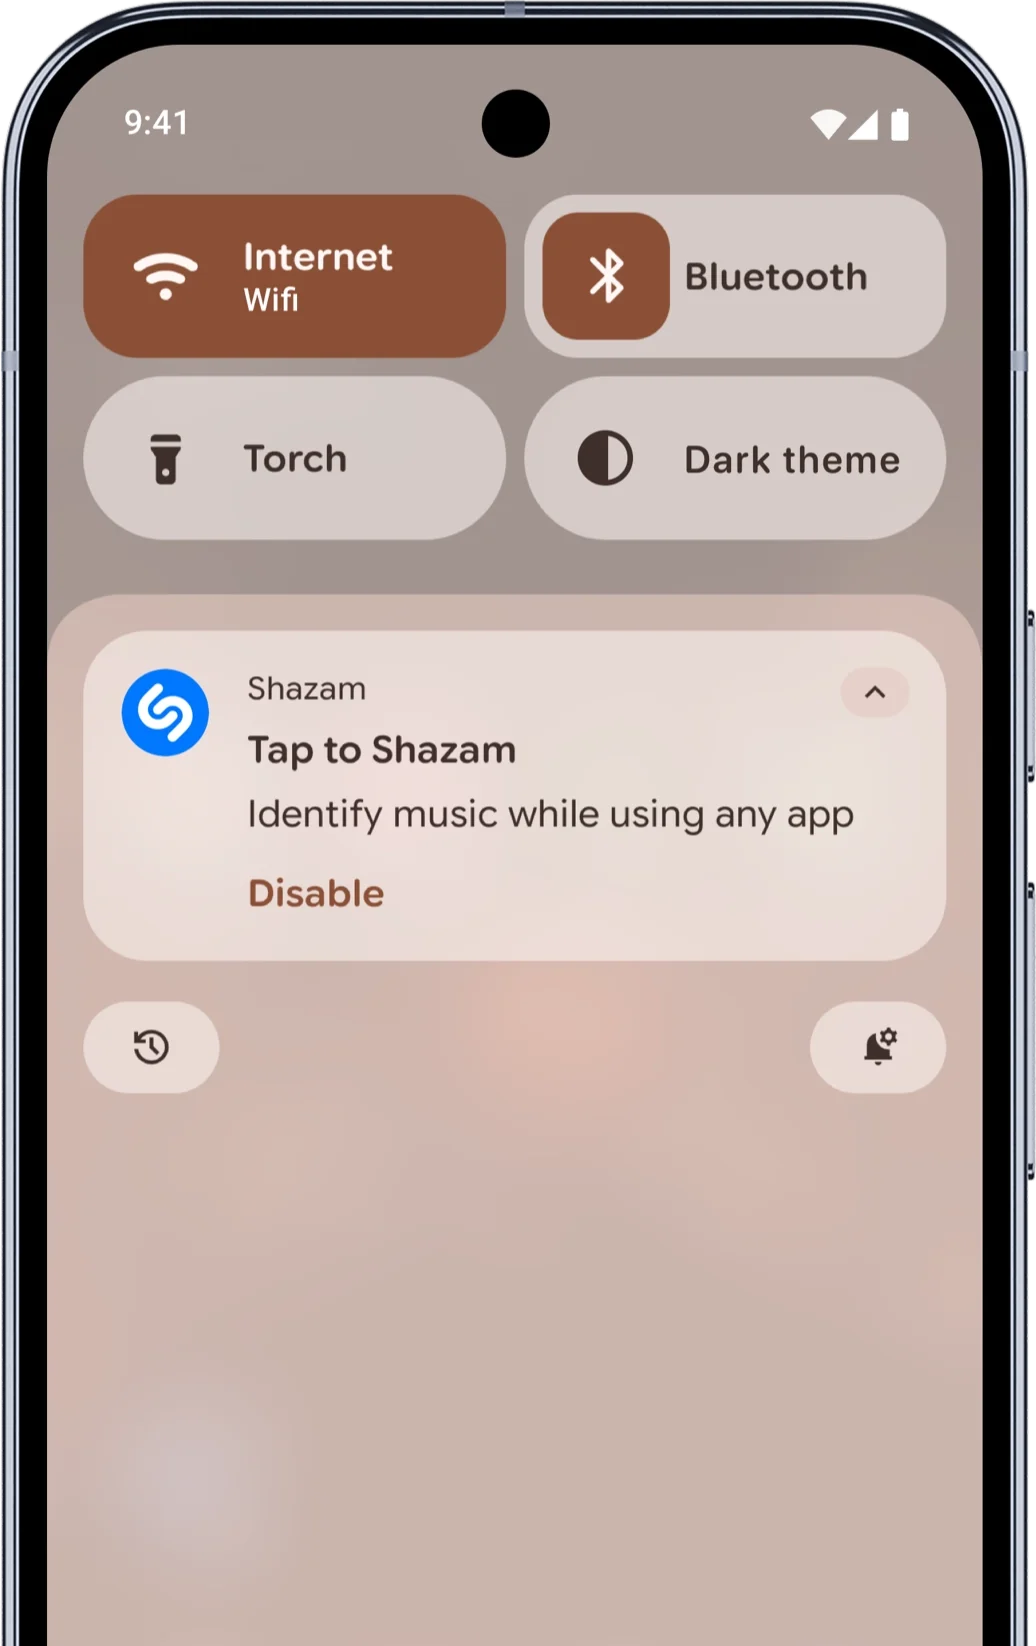 9:41
Internet
Wifi
Bluetooth
Torch
Dark theme
Shazam
Tap to Shazam
Identify music while using any app
Disable